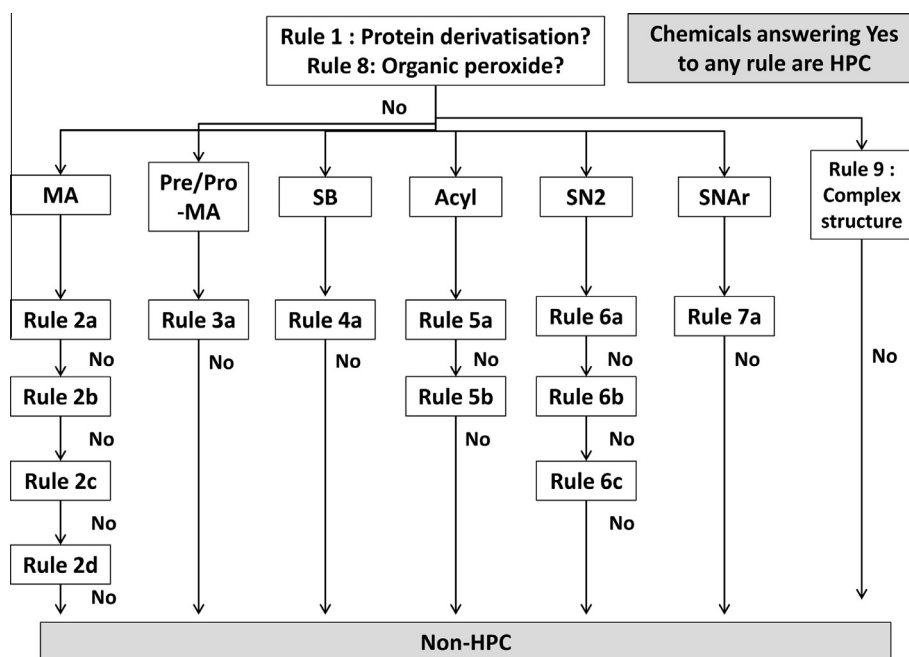 Rule 1 : Protein derivatisation?
Rule 8: Organic peroxide?
Chemicals answering Yes
to any rule are HPC
No
MA
Pre/Pro
-MA
SB
Acyl
SN2
SNAr
Rule 9 :
Complex
structure
Rule 2a
Rule 3a
Rule 4a
Rule 5a
Rule 6a
Rule 7a
No
No
No
No
No
No
No
Rule 2b
Rule 5b
Rule 6b
No
No
No
Rule 2c
Rule 6c
No
No
Rule 2d
No
Non-HPC